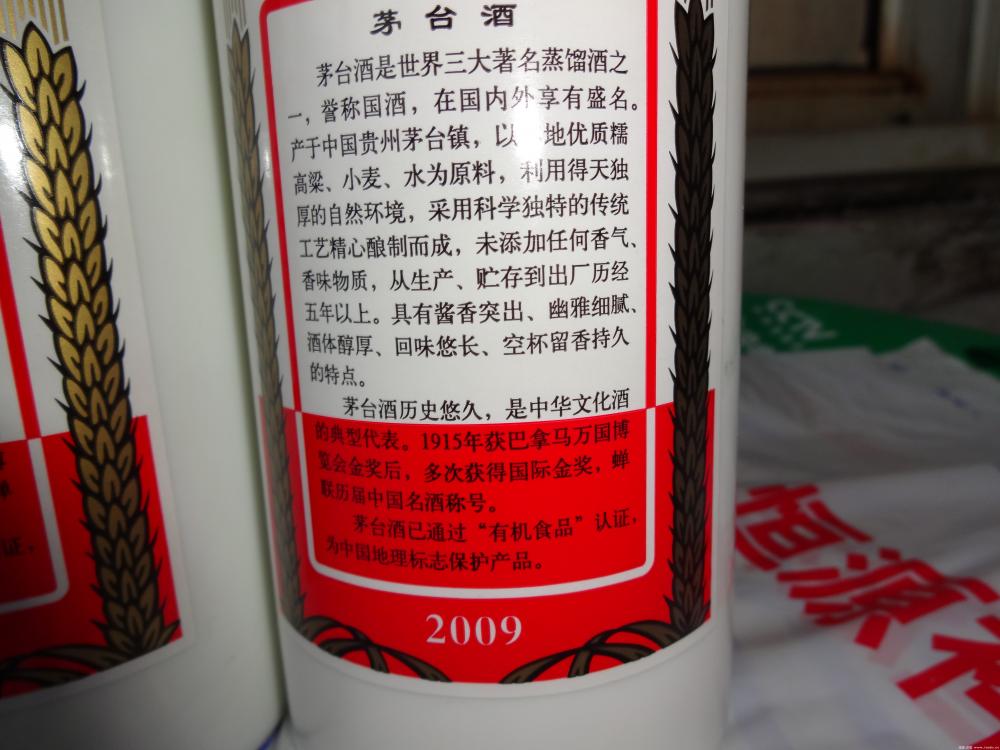 茅台酒
茅台酒是世界三大著名蒸馏酒之
一，誉称国酒，在国内外享有盛名。
产于中国贵州茅台镇，以 地优质糯
高粱、小麦、水为原料，利用得天独
厚的自然环境，采用科学独特的传统
工艺精心酿制而成，未添加任何香气、
香味物质，从生产、贮存到出厂历经
五年以上。具有酱香突出、幽雅细腻、
酒体醇厚、回味悠长、空杯留香持久
的特点。
茅台酒历史悠久，是中华文化酒
的典型代表。1915年获巴拿马万国博
览会金奖后，多次获得国际金奖，蝉
联历届中国名酒称号。
茅台酒已通过“有机食品”认证，
为中国地理标志保护产品。
2009
证，
CCTV
恒源祥